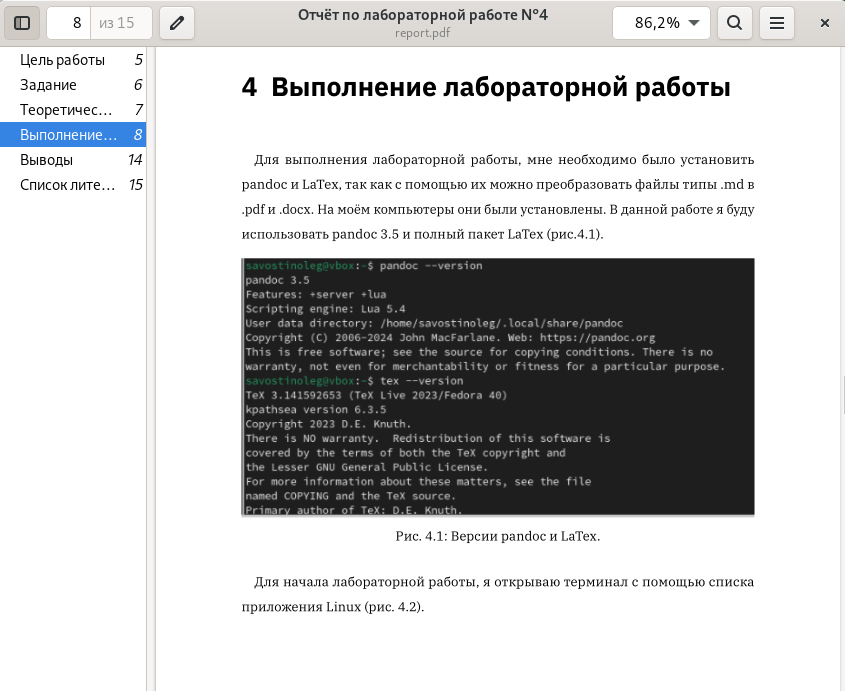 8 из 15
Отчёт по лабораторной работе №4
report.pdf
86,2%
Цель работы 5
Задание 6
Теоретичес… 7
Выполнение… 8
Выводы 14
Список лите… 15
4 Выполнение лабораторной работы
Для выполнения лабораторной работы, мне необходимо было установить
pandoc и LaTex, так как с помощью их можно преобразовать файлы типы .md в
.pdf и .docx. На моём компьютеры они были установлены. В данной работе я буду
использовать pandoc 3.5 и полный пакет LaTex (рис.4.1).
savostinoleg@vbox:~$ pandoc --version
pandoc 3.5
Features: +server +lua
Scripting engine: Lua 5.4
User data directory: /home/savostinoleg/.local/share/pandoc
Copyright (C) 2006-2024 John MacFarlane. Web: https://pandoc.org
This is free software; see the source for copying conditions. There is no
warranty, not even for merchantability or fitness for a particular purpose.
savostinoleg@vbox:~$ tex --version
TeX 3.141592653 (TeX Live 2023/Fedora 40)
kpathsea version 6.3.5
Copyright 2023 D.E. Knuth.
There is NO warranty.  Redistribution of this software is
covered by the terms of both the TeX copyright and
the Lesser GNU General Public License.
For more information about these matters, see the file
named COPYING and the TeX source.
Primary author of TeX: D.E. Knuth.
Рис. 4.1: Версии pandoc и LaTex.
Для начала лабораторной работы, я открываю терминал с помощью списка
приложения Linux (рис. 4.2).